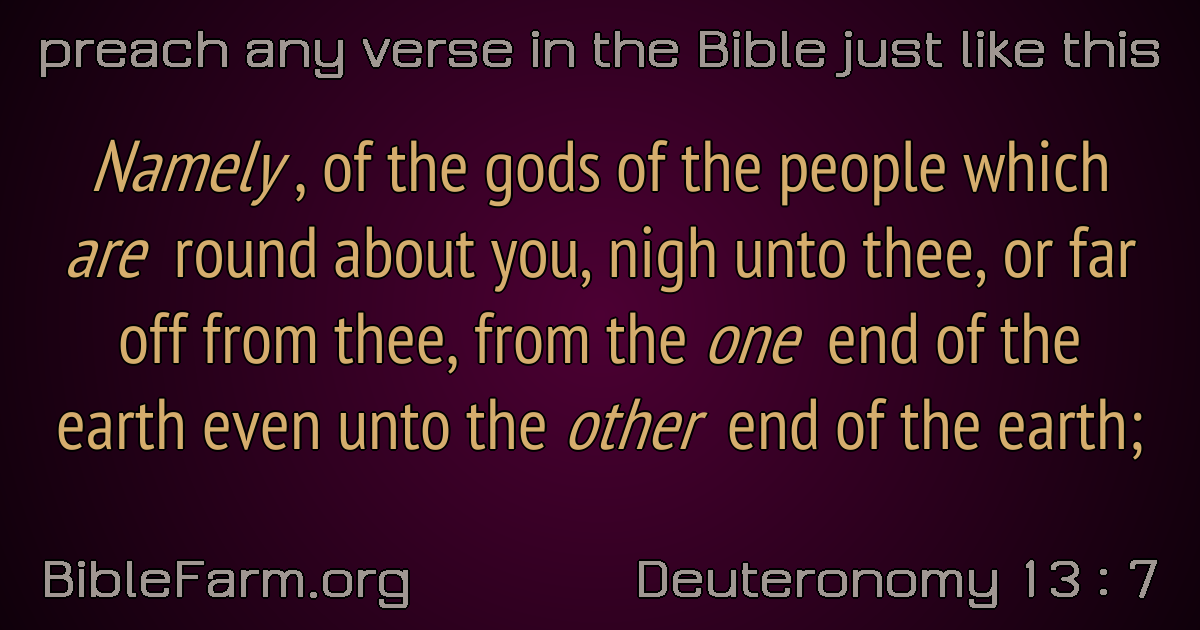 preach any verse in the Bible just like this
Namely , of the gods of the people which
are round about you, nigh unto thee, or far
off from thee, from the one end of the
earth even unto the other end of the earth;
BibleFarm.org
Deuteronomy 13 : 7